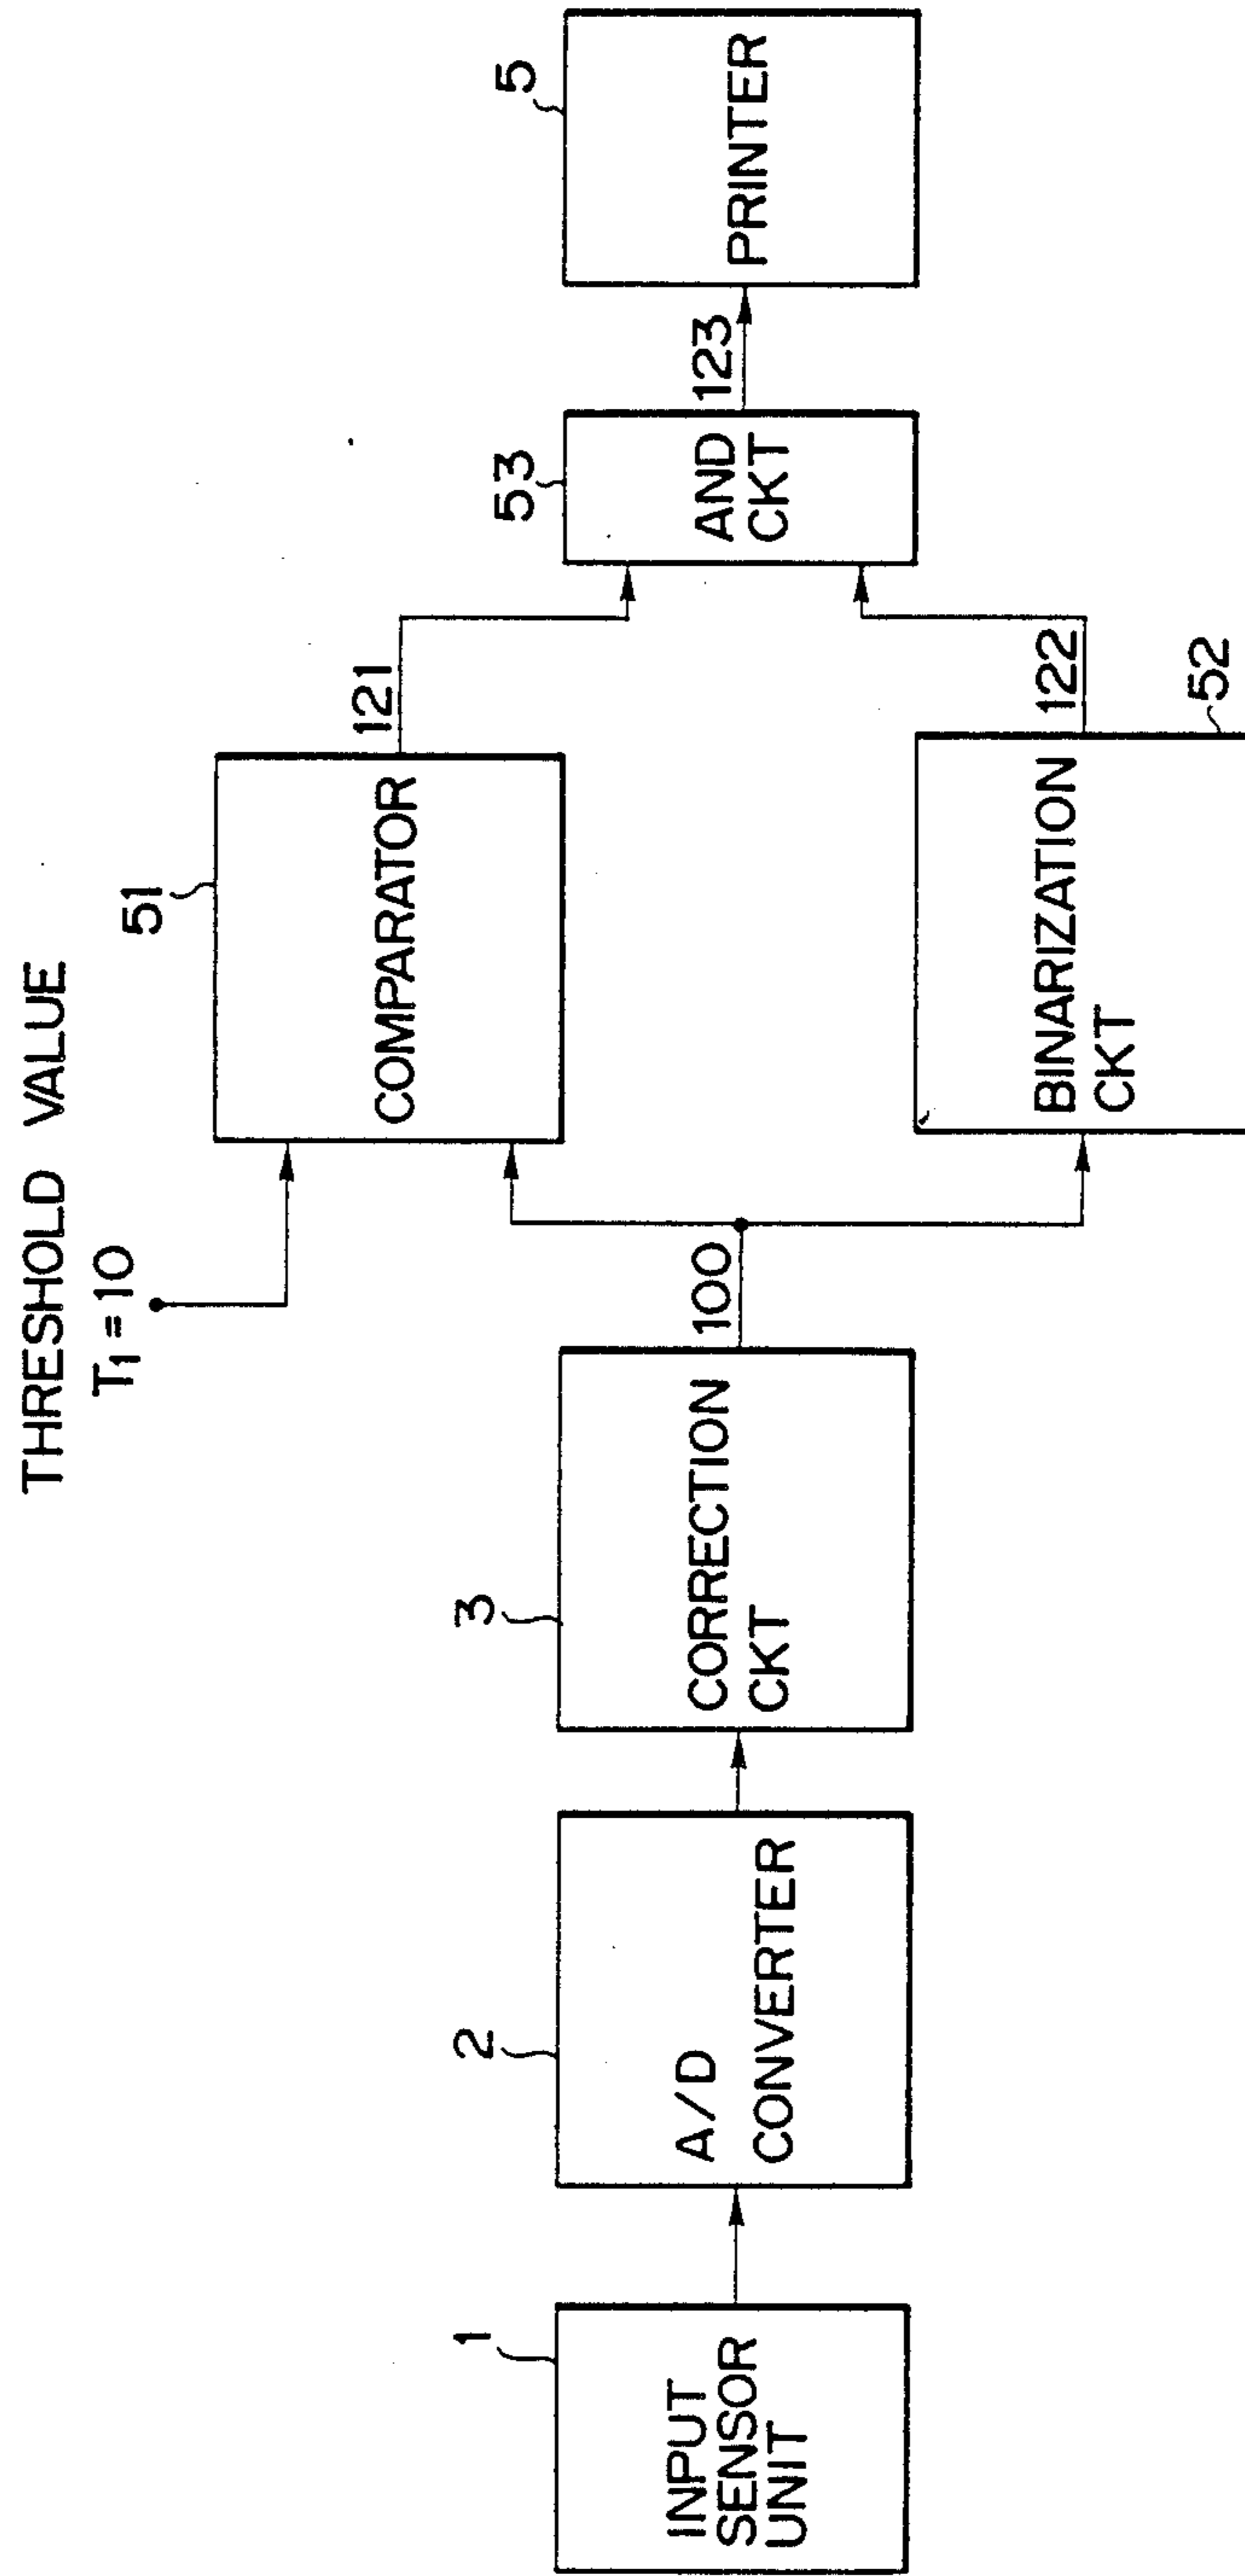 THRESHOLD VALUE
T1 = 10
1
INPUT
SENSOR
UNIT
2
A/D
CONVERTER
3
CORRECTION
CKT
100
51
COMPARATOR
121
BINARIZATION
CKT
52
122
53
AND
CKT
123
5
PRINTER